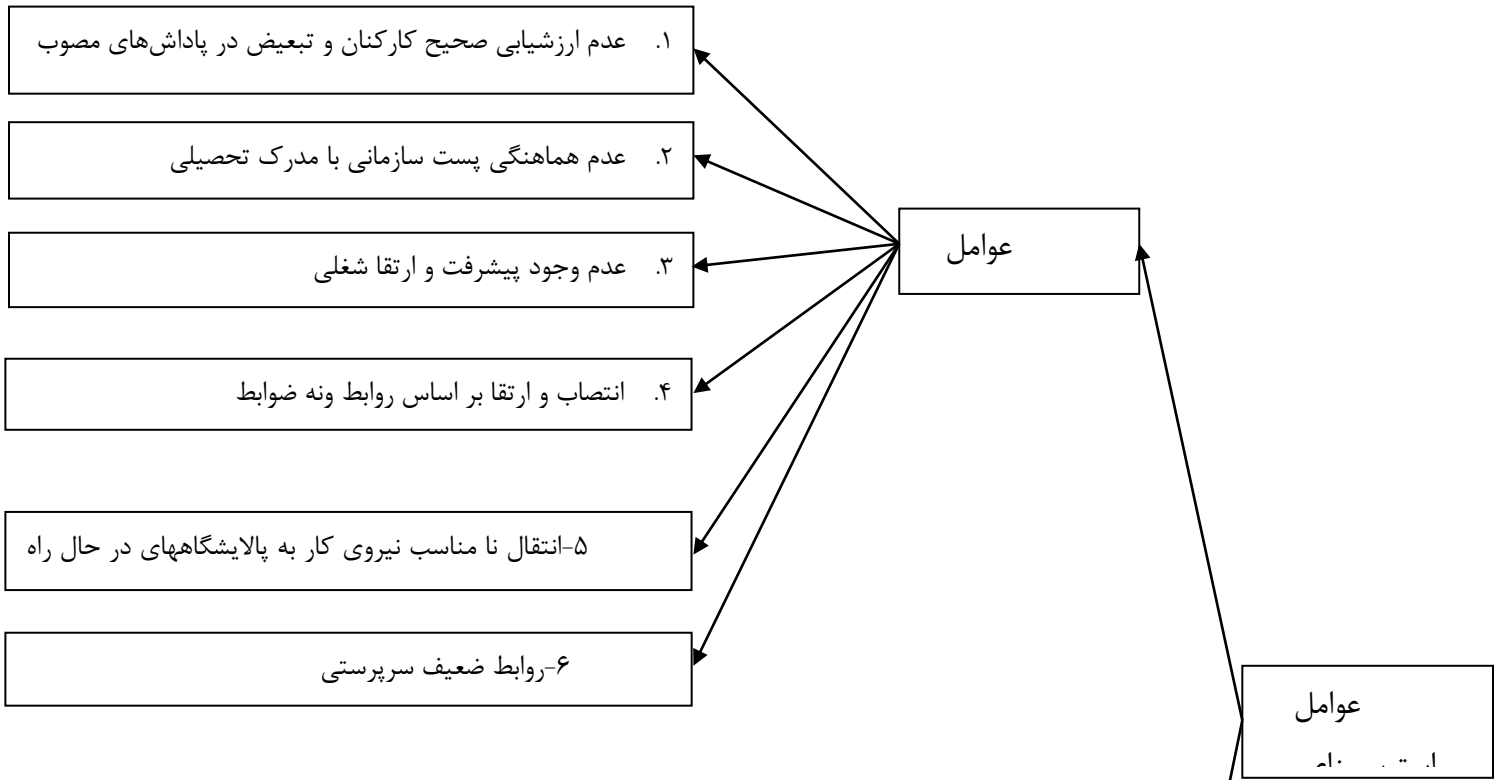 ۱. عدم ارزشیابی صحیح کارکنان و تبعیض در پاداش‌های مصوب
۲. عدم هماهنگی پست سازمانی با مدرک تحصیلی
۳. عدم وجود پیشرفت و ارتقا شغلی
۴. انتصاب و ارتقا بر اساس روابط ونه ضوابط
۵-انتقال نا مناسب نیروی کار به پالایشگاههای در حال راه
۶-روابط ضعیف سرپرستی
عوامل
عوامل